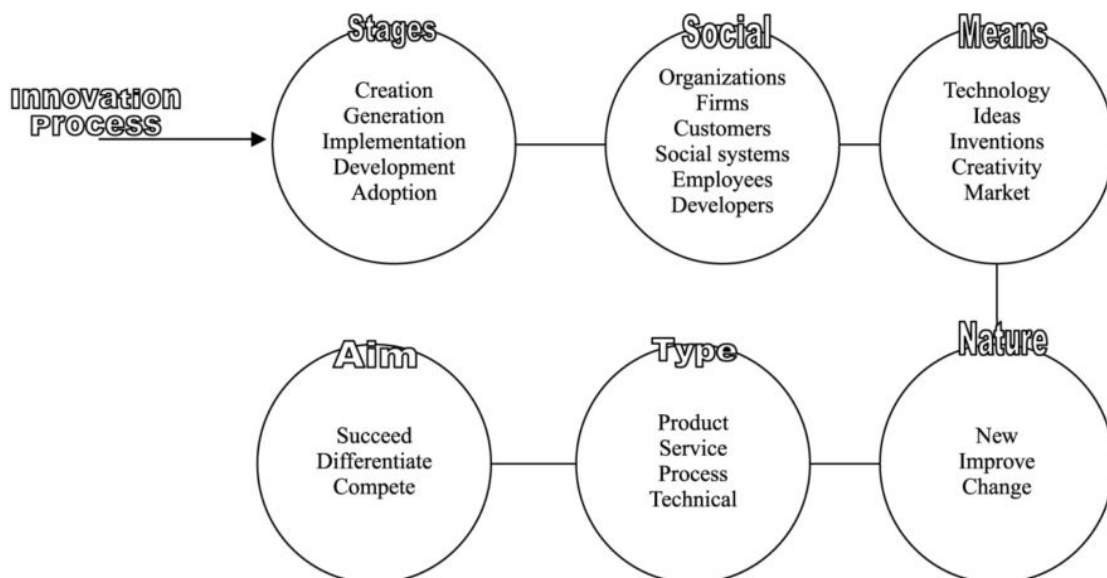 Innovation
Process
Stages
Creation
Generation
Implementation
Development
Adoption
Social
Organizations
Firms
Customers
Social systems
Employees
Developers
Means
Technology
Ideas
Inventions
Creativity
Market
Nature
New
Improve
Change
Type
Product
Service
Process
Technical
Aim
Succeed
Differentiate
Compete